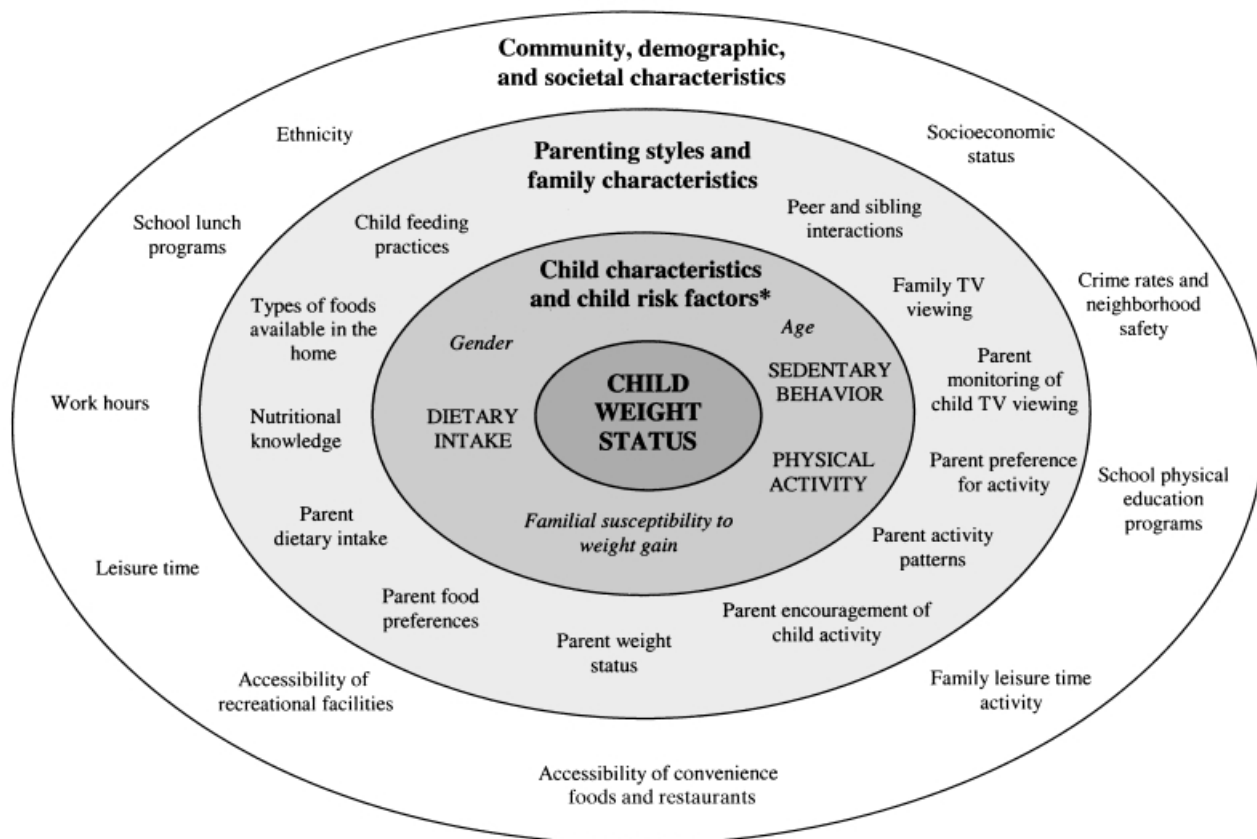 Community, demographic,
and societal characteristics
Ethnicity
Socioeconomic
status
Parenting styles and
family characteristics
School lunch
programs
Child feeding
practices
Peer and sibling
interactions
Child characteristics
and child risk factors*
Family TV
viewing
Crime rates and
neighborhood
safety
Types of foods
available in the
home
Gender
Age
Work hours
Nutritional
knowledge
DIETARY
INTAKE
CHILD
WEIGHT
STATUS
SEDENTARY
BEHAVIOR
Parent
monitoring of
child TV viewing
PHYSICAL
ACTIVITY
Parent preference
for activity
School physical
education
programs
Parent
dietary intake
Familial susceptibility to
weight gain
Parent activity
patterns
Leisure time
Parent food
preferences
Parent weight
status
Parent encouragement of
child activity
Accessibility of
recreational facilities
Family leisure time
activity
Accessibility of convenience
foods and restaurants